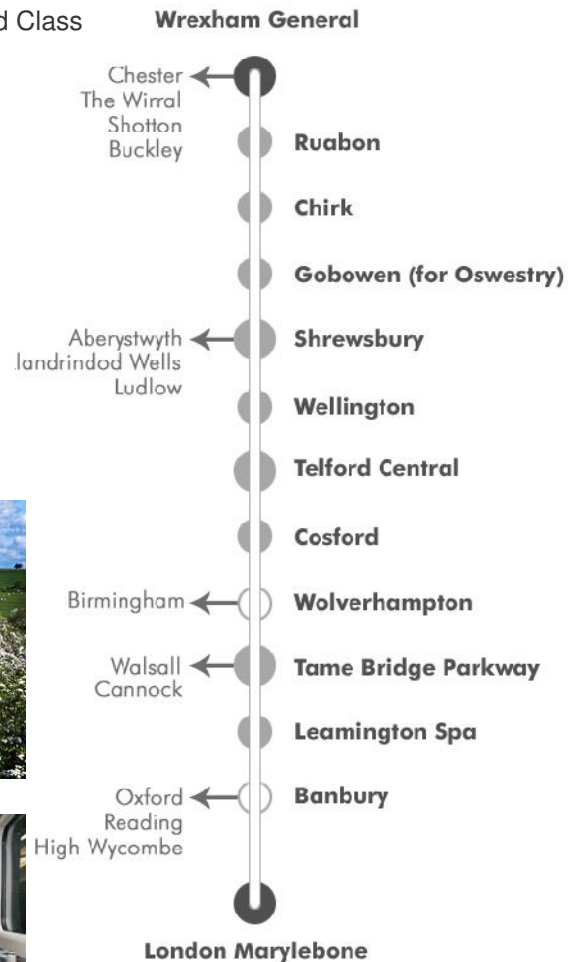 d Class
Wrexham General
Chester
The Wirral
Shotton
Buckley
Ruabon
Chirk
Gobowen (for Oswestry)
Shrewsbury
Aberystwyth
landrindod Wells
Ludlow
Wellington
Telford Central
Cosford
Birmingham
Wolverhampton
Walsall
Cannock
Tame Bridge Parkway
Leamington Spa
Oxford
Reading
High Wycombe
Banbury
London Marylebone